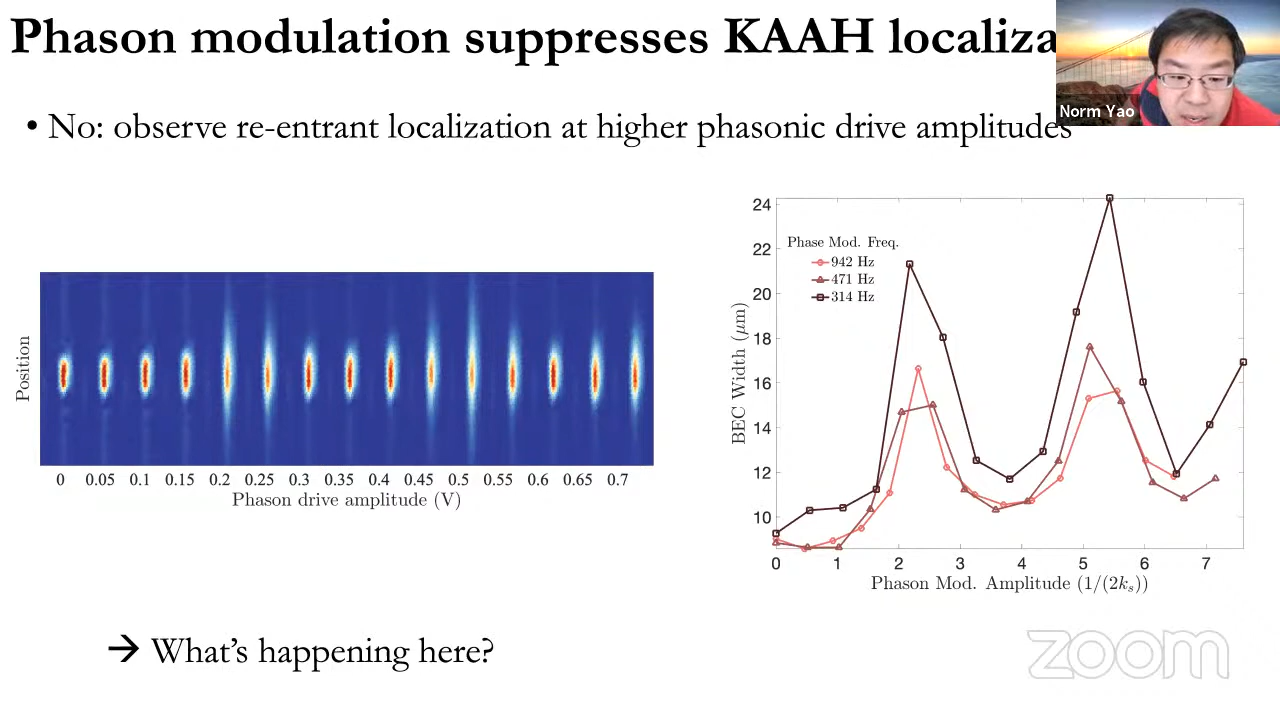 Phason modulation suppresses KAAH localiza
Norm Yao
• No: observe re-entrant localization at higher phasonic drive amplitudes
Position
0 0.05 0.1 0.15 0.2 0.25 0.3 0.35 0.4 0.45 0.5 0.55 0.6 0.65 0.7
Phason drive amplitude (V)
BEC Width (μm)
24
22
20
18
16
14
12
10
Phase Mod. Freq.
942 Hz
471 Hz
314 Hz
0 1 2 3 4 5 6 7
Phason Mod. Amplitude (1/(2kₛ))
→ What's happening here?
zoom